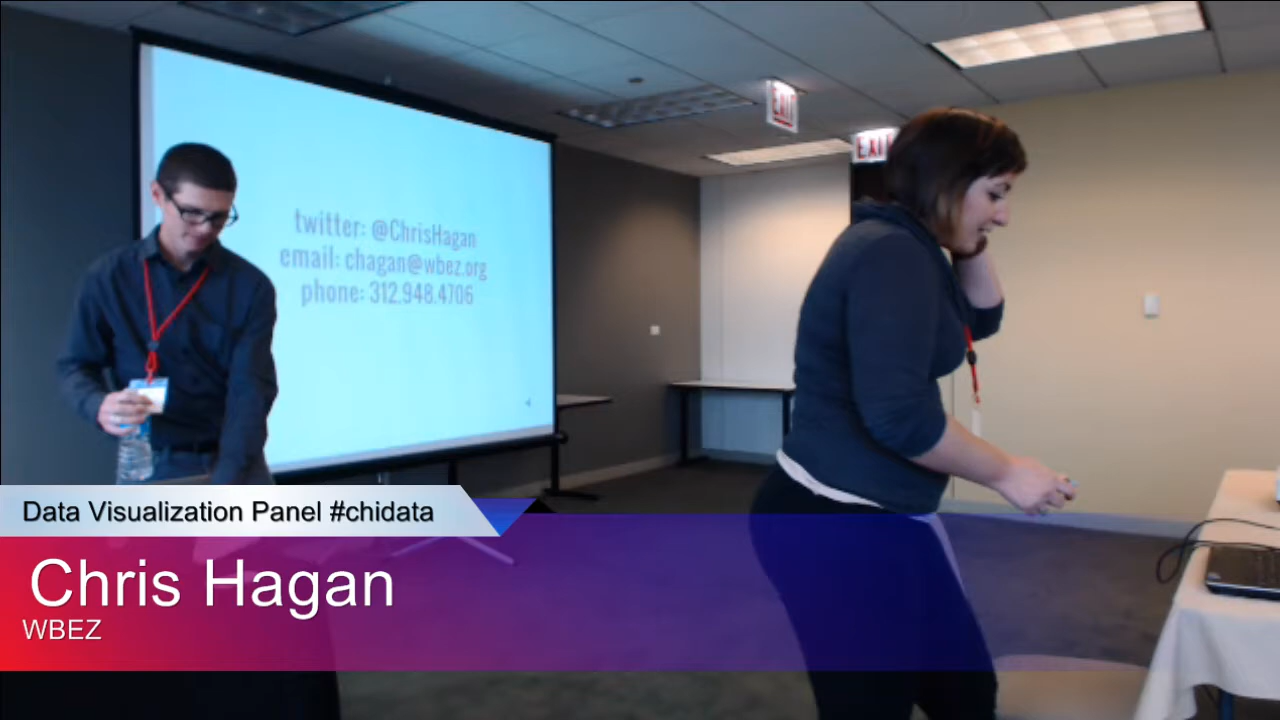 EXIT
EXIT
twitter: @ChrisHagan
email: chagan@wbez.org
phone: 312.948.4706
Data Visualization Panel #chidata
Chris Hagan
WBEZ